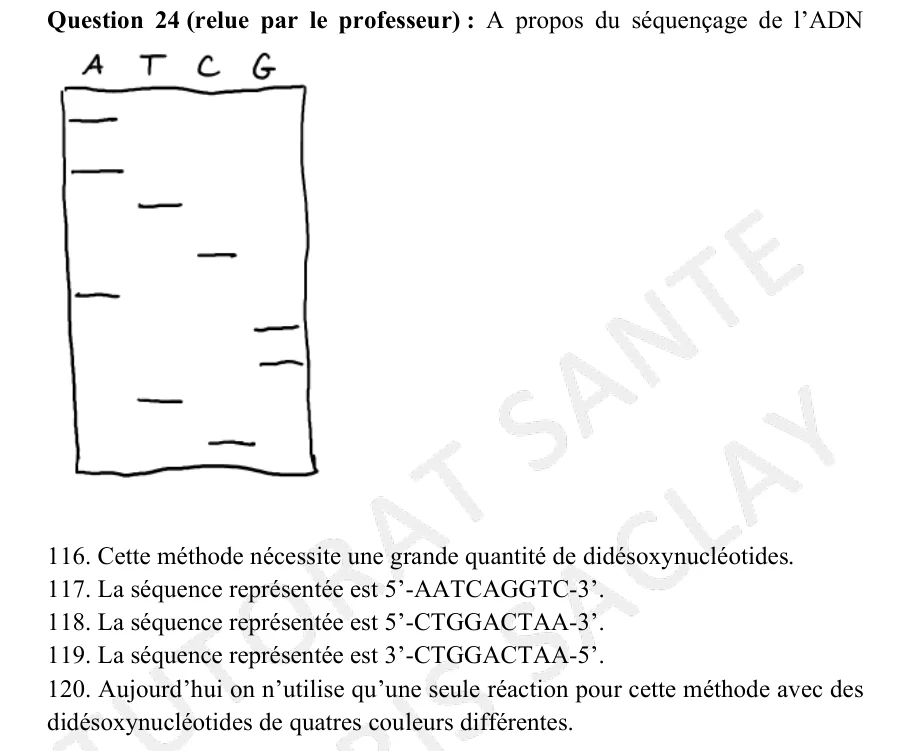 Question 24 (relue par le professeur) : A propos du séquençage de l’ADN
A T C G
116. Cette méthode nécessite une grande quantité de didésoxynucléotides.
117. La séquence représentée est 5’-AATCAGGTC-3’.
118. La séquence représentée est 5’-CTGGACTAA-3’.
119. La séquence représentée est 3’-CTGGACTAA-5’.
120. Aujourd’hui on n’utilise qu’une seule réaction pour cette méthode avec des
didésoxynucléotides de quatres couleurs différentes.
TUTORAT SANTE
PARIS SACLAY